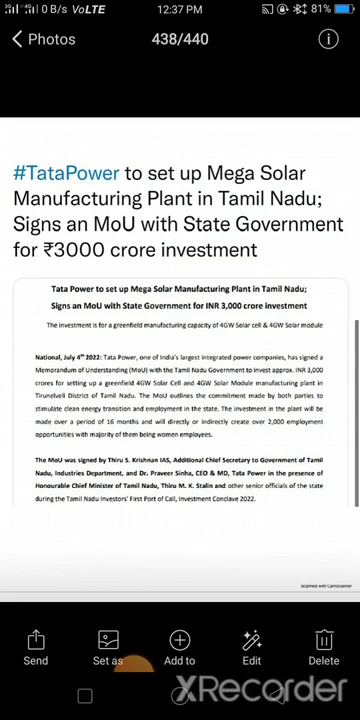 0 B/s VoLTE 12:37 PM 81%
Photos 438/440
#TataPower to set up Mega Solar
Manufacturing Plant in Tamil Nadu;
Signs an MoU with State Government
for ₹3000 crore investment
Tata Power to set up Mega Solar Manufacturing Plant in Tamil Nadu;
Signs an MoU with State Government for INR 3,000 crore investment
The investment is for a greenfield manufacturing capacity of 4GW Solar cell & 4GW Solar module
National, July 4th 2022: Tata Power, one of India's largest integrated power companies, has signed a
Memorandum of Understanding (MoU) with the Tamil Nadu Government to invest approx. INR 3,000
crores for setting up a greenfield 4GW Solar Cell and 4GW Solar Module manufacturing plant in
Tirunelveli District of Tamil Nadu. The MoU outlines the commitment made by both parties to
stimulate clean energy transition and employment in the state. The investment in the plant will be
made over a period of 16 months and will directly or indirectly create over 2,000 employment
opportunities with majority of them being women employees.
The MoU was signed by Thiru S. Krishnan IAS, Additional Chief Secretary to Government of Tamil
Nadu, Industries Department, and Dr. Praveer Sinha, CEO & MD, Tata Power in the presence of
Honourable Chief Minister of Tamil Nadu, Thiru M. K. Stalin and other senior officials of the state
during the Tamil Nadu Investors' First Port of Call, Investment Conclave 2022.
Scanned with CamScanner
Send Set as Add to Edit Delete
XRecorder